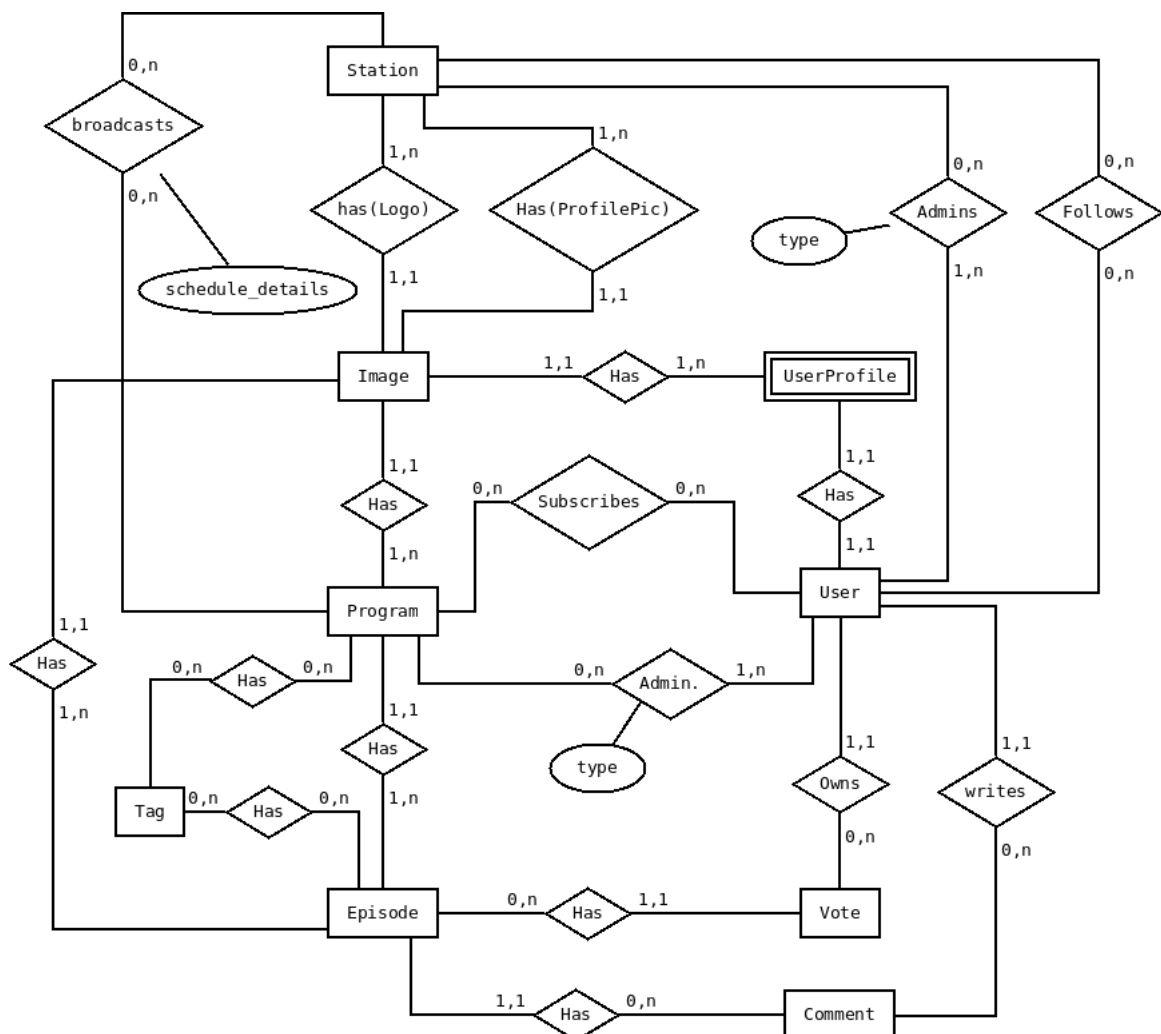 0,n
Station
broadcasts
1,n
1,n
0,n
0,n
0,n
has(Logo)
Has(ProfilePic)
Admins
Follows
type
schedule_details
1,1
1,1
1,n
0,n
Image
1,1
Has
1,n
UserProfile
1,1
Has
1,n
0,n
Subscribes
0,n
1,1
Has
1,1
Program
User
1,1
Has
1,n
0,n
Has
0,n
0,n
Admin.
1,n
type
1,1
Has
1,n
1,1
Owns
0,n
1,1
writes
0,n
Tag
0,n
Has
0,n
Episode
0,n
Has
1,1
Vote
1,1
Has
0,n
Comment